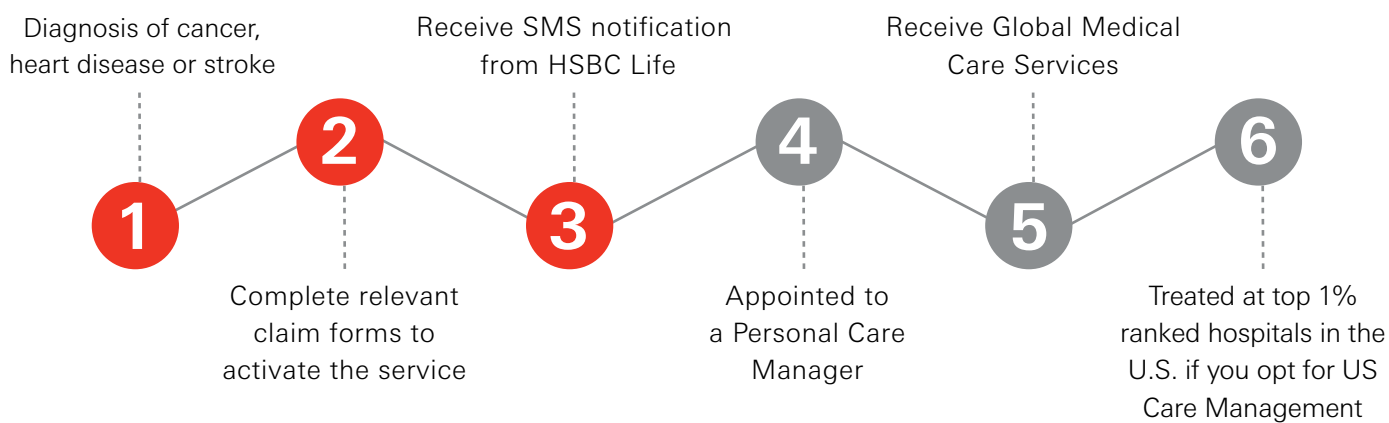 Diagnosis of cancer,
heart disease or stroke
1
2
Complete relevant
claim forms to
activate the service
Receive SMS notification
from HSBC Life
3
4
Appointed to
a Personal Care
Manager
Receive Global Medical
Care Services
5
6
Treated at top 1%
ranked hospitals in the
U.S. if you opt for US
Care Management